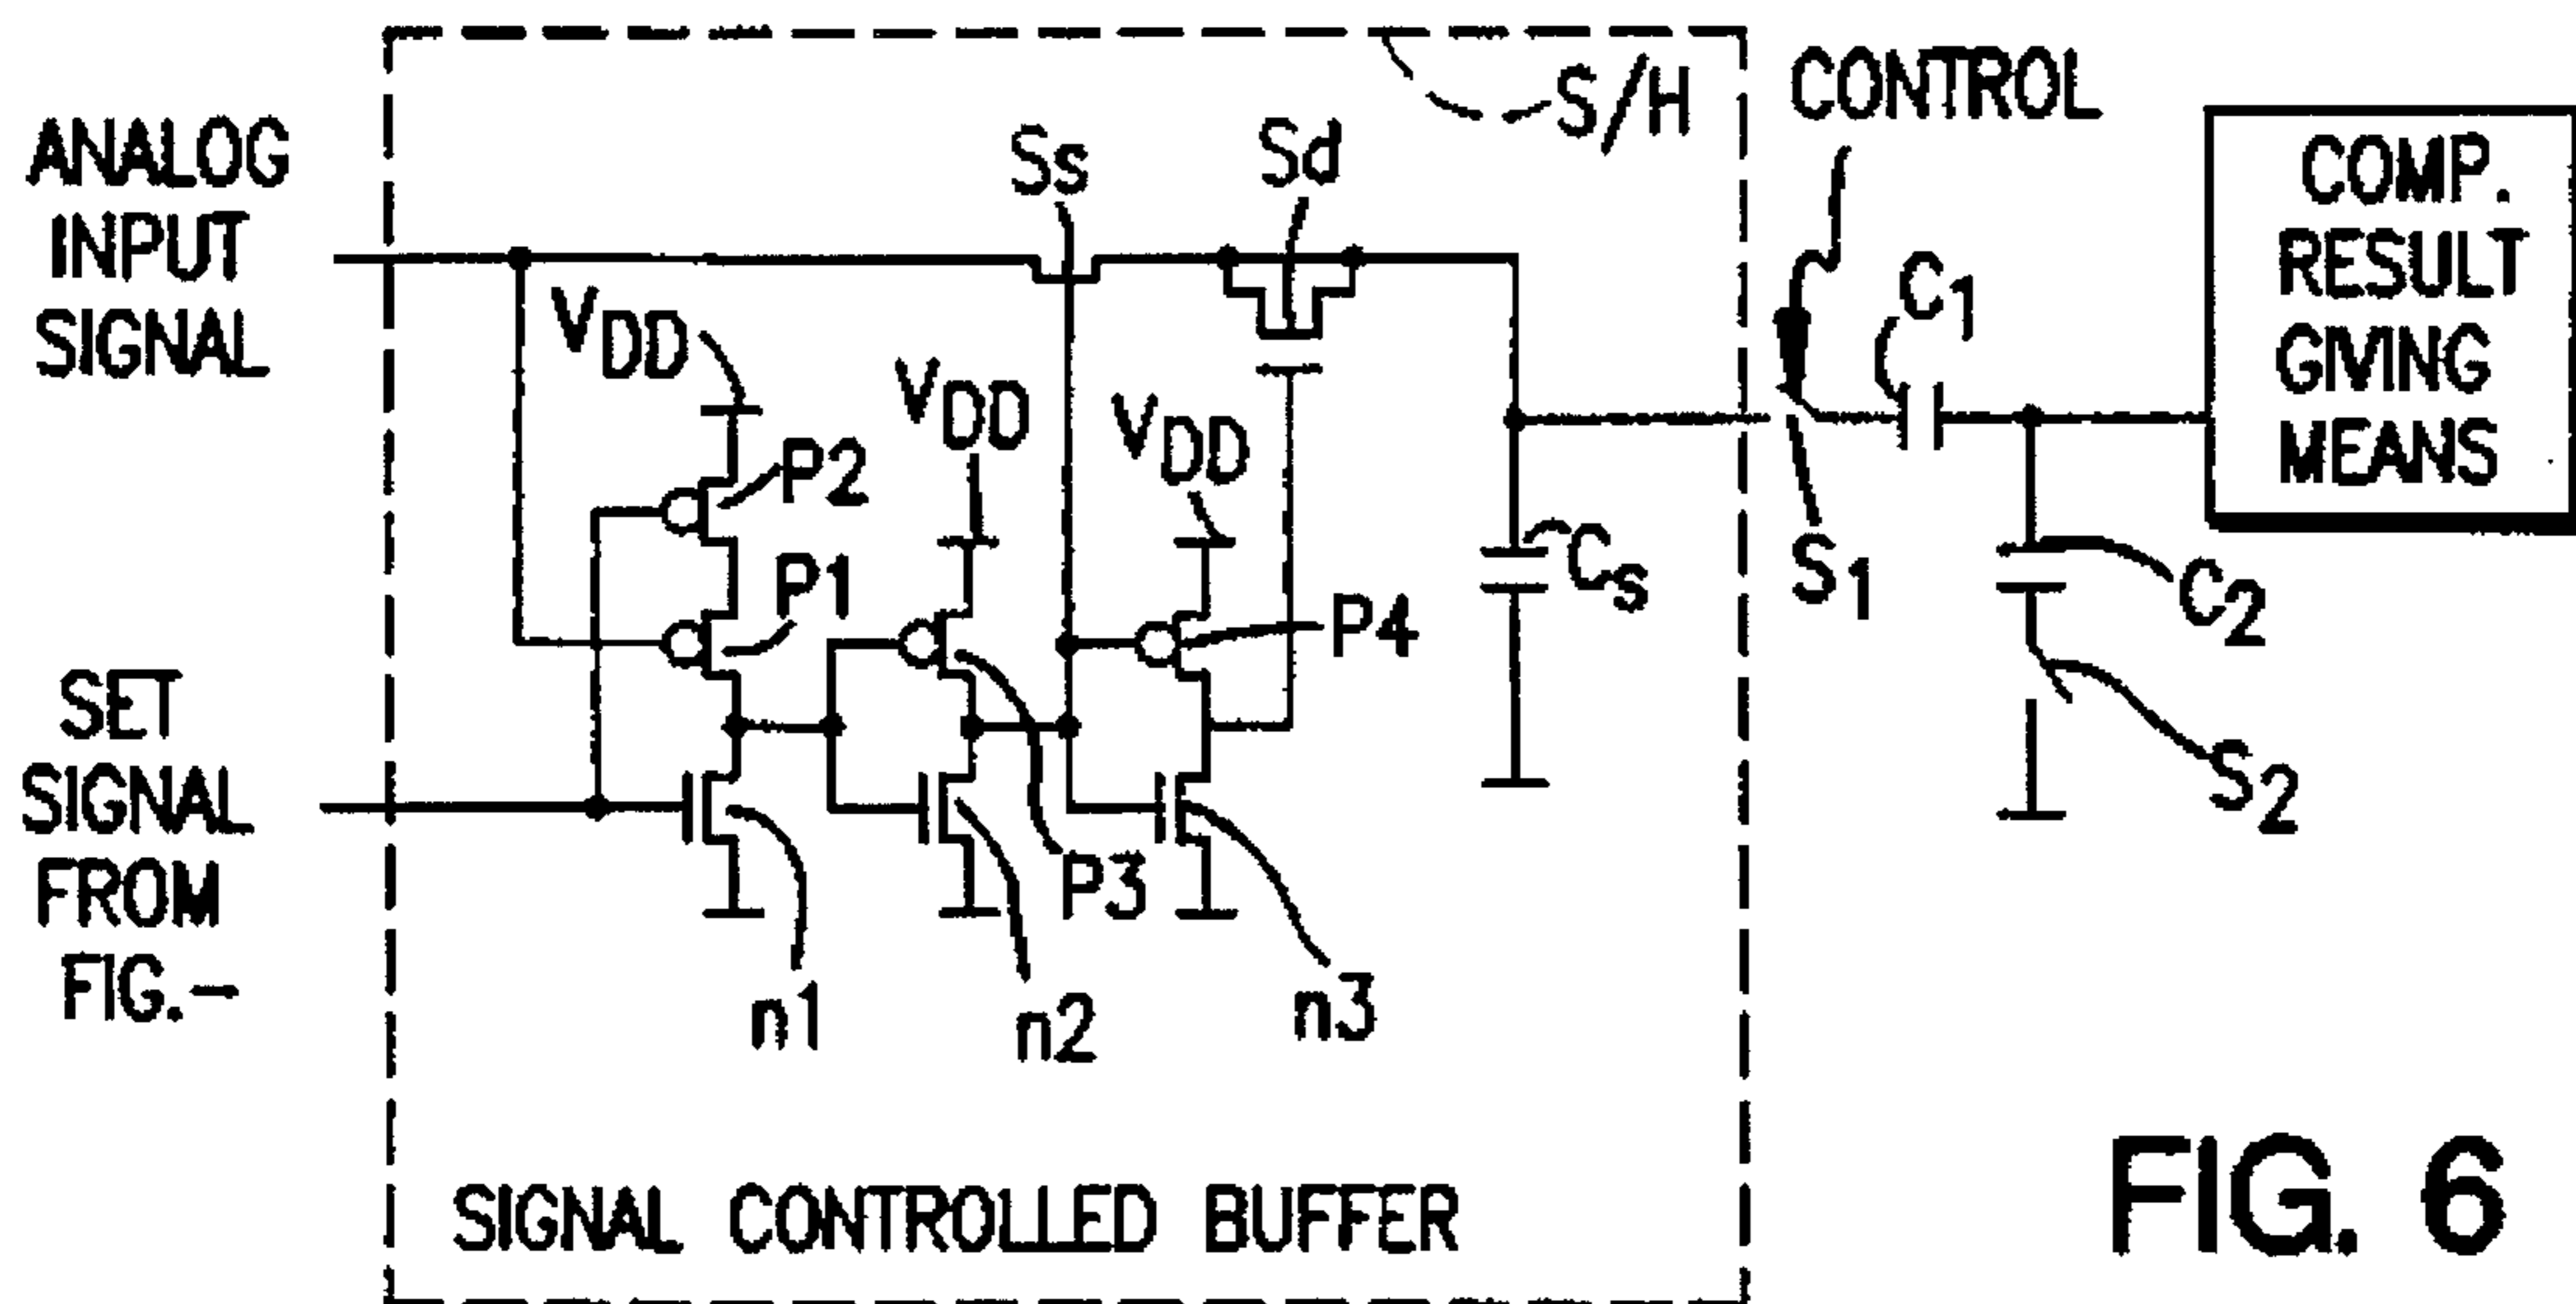 S/H
CONTROL
ANALOG
INPUT
SIGNAL
Ss
Sd
COMP.
RESULT
GIVING
MEANS
VDD
VDD
VDD
C1
P2
P1
P4
Cs
S1
C2
S2
SET
SIGNAL
FROM
FIG.-
P3
n1
n2
n3
SIGNAL CONTROLLED BUFFER
FIG. 6